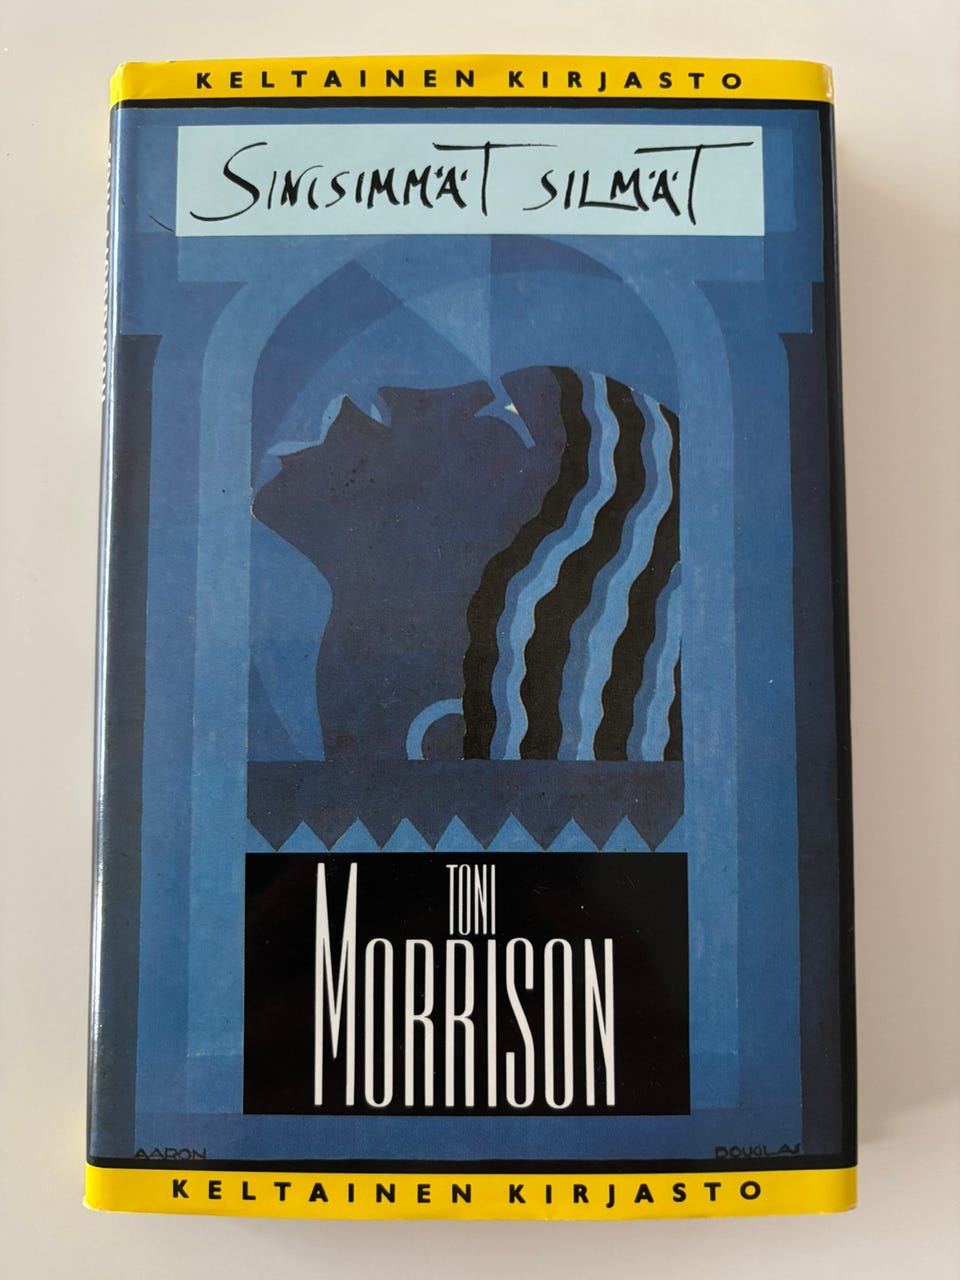 KELTAINEN KIRJASTO
SINISIMMÄT SILMÄT
TONI
MORRISON
AARON DOUGLAS
KELTAINEN KIRJASTO